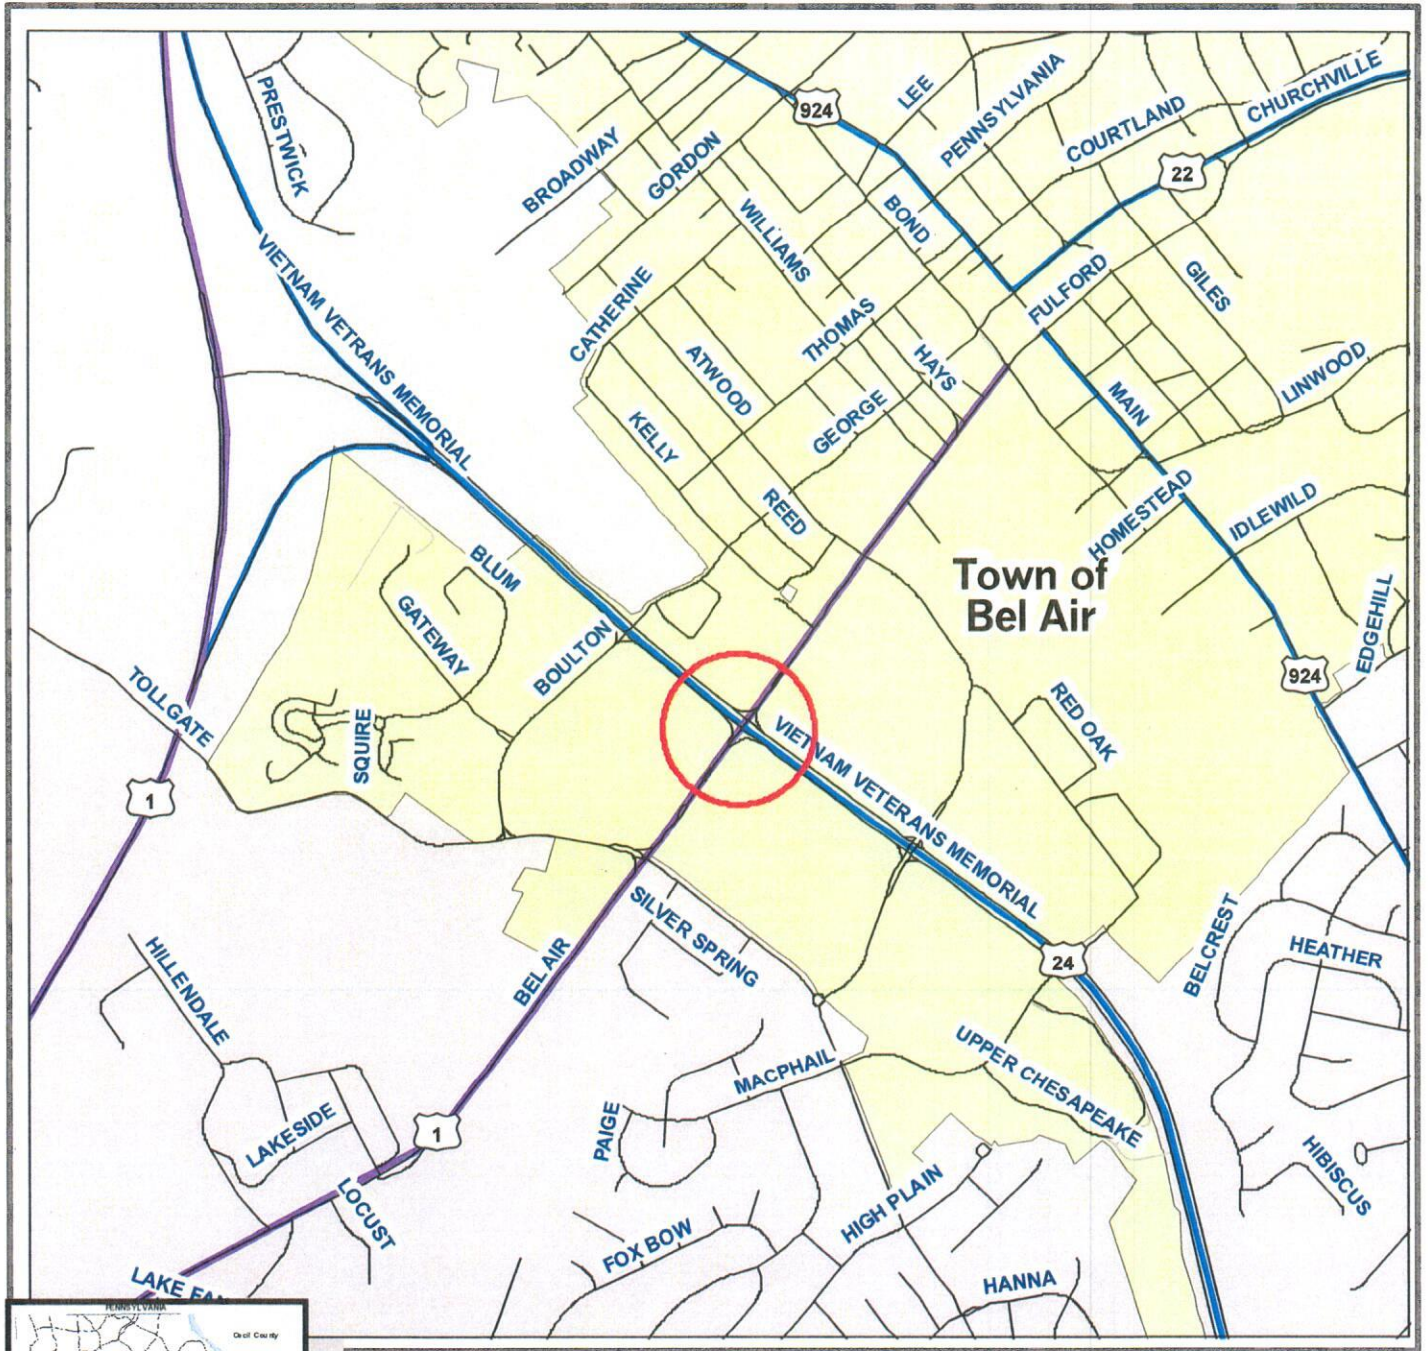 PRESTWICK
924
LEE
PENNSYLVANIA
COURTLAND
CHURCHVILLE
22
BROADWAY
GORDON
WILLIAMS
BOND
VIETNAM VETRANS MEMORIAL
CATHERINE
THOMAS
FULFORD
GILES
ATWOOD
HAYS
MAIN
LINWOOD
KELLY
GEORGE
REED
HOMESTEAD
IDLEWILD
BLUM
GATEWAY
BOULTON
Town of
Bel Air
EDGEHILL
924
TOLLGATE
SQUIRE
RED OAK
VIETNAM VETERANS MEMORIAL
1
SILVER SPRING
BEL AIR
24
BELCREST
HEATHER
HILLENDALE
UPPER CHESAPEAKE
MACPHAIL
LAKESIDE
1
PAIGE
HIBISCUS
LOCUST
HIGH PLAIN
FOX BOW
HANNA
LAKE
PENNSYLVANIA
Cecil County